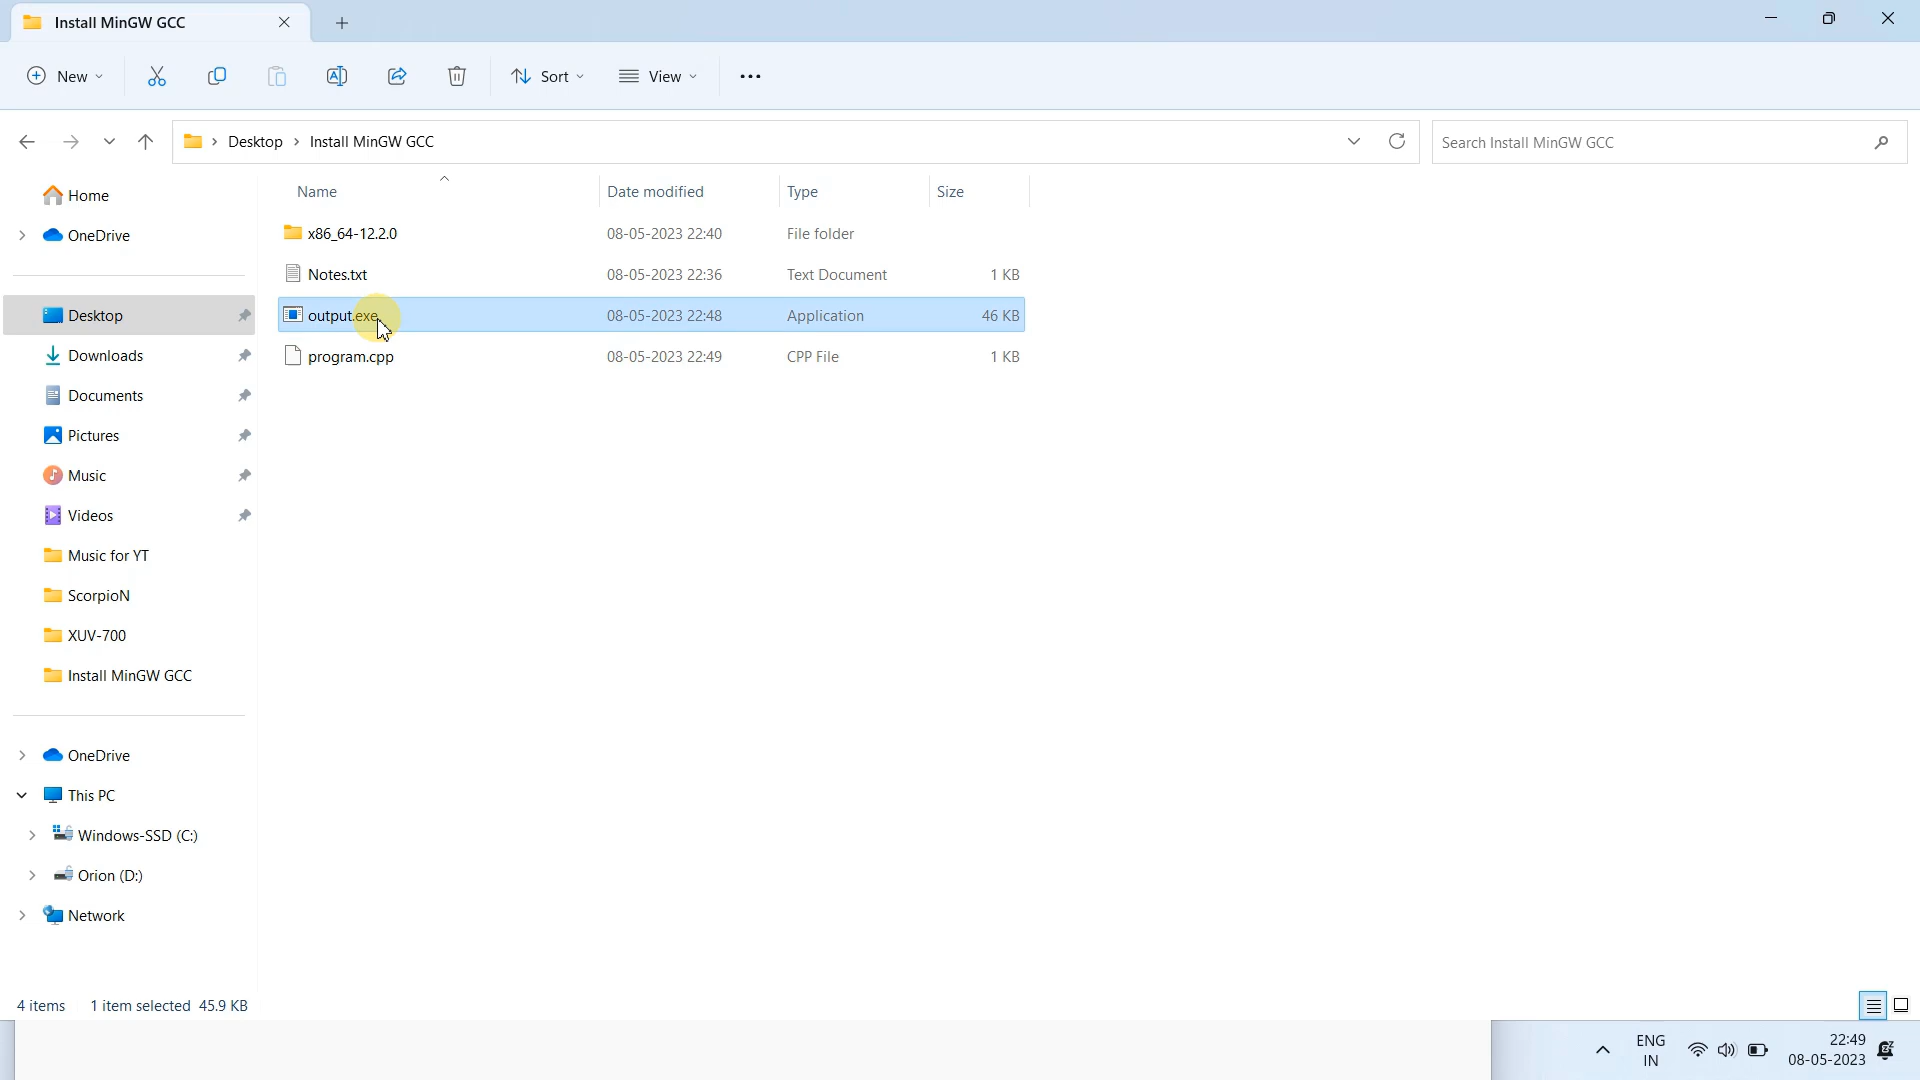 Install MinGW GCC
New
Sort
View
Desktop
Install MinGW GCC
Search Install MinGW GCC
Name
Date modified
Type
Size
x86_64-12.2.0
08-05-2023 22:40
File folder
Notes.txt
08-05-2023 22:36
Text Document
1 KB
output.exe
08-05-2023 22:48
Application
46 KB
program.cpp
08-05-2023 22:49
CPP File
1 KB
Home
OneDrive
Desktop
Downloads
Documents
Pictures
Music
Videos
Music for YT
ScorpioN
XUV-700
Install MinGW GCC
OneDrive
This PC
Windows-SSD (C:)
Orion (D:)
Network
4 items
1 item selected 45.9 KB
ENG
IN
22:49
08-05-2023